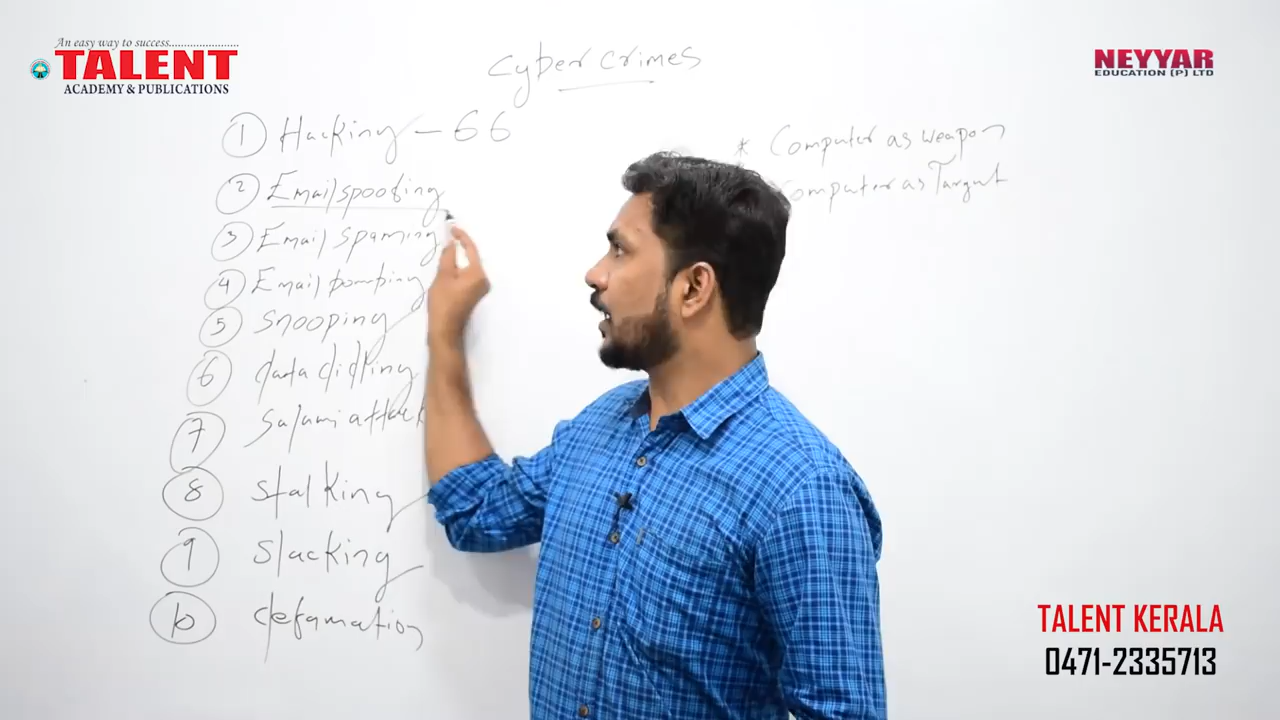 An easy way to success......................
TALENT
ACADEMY & PUBLICATIONS
NEYYAR
EDUCATION (P) LTD
Cyber crimes
1 Hacking - 66
2 Email spoofing
3 Email spaming
4 Email bombing
5 Snooping
6 data didling
7 Salami attack
8 stalking
9 slacking
10 defamation
* Computer as weapon
Computer as Target
TALENT KERALA
0471-2335713